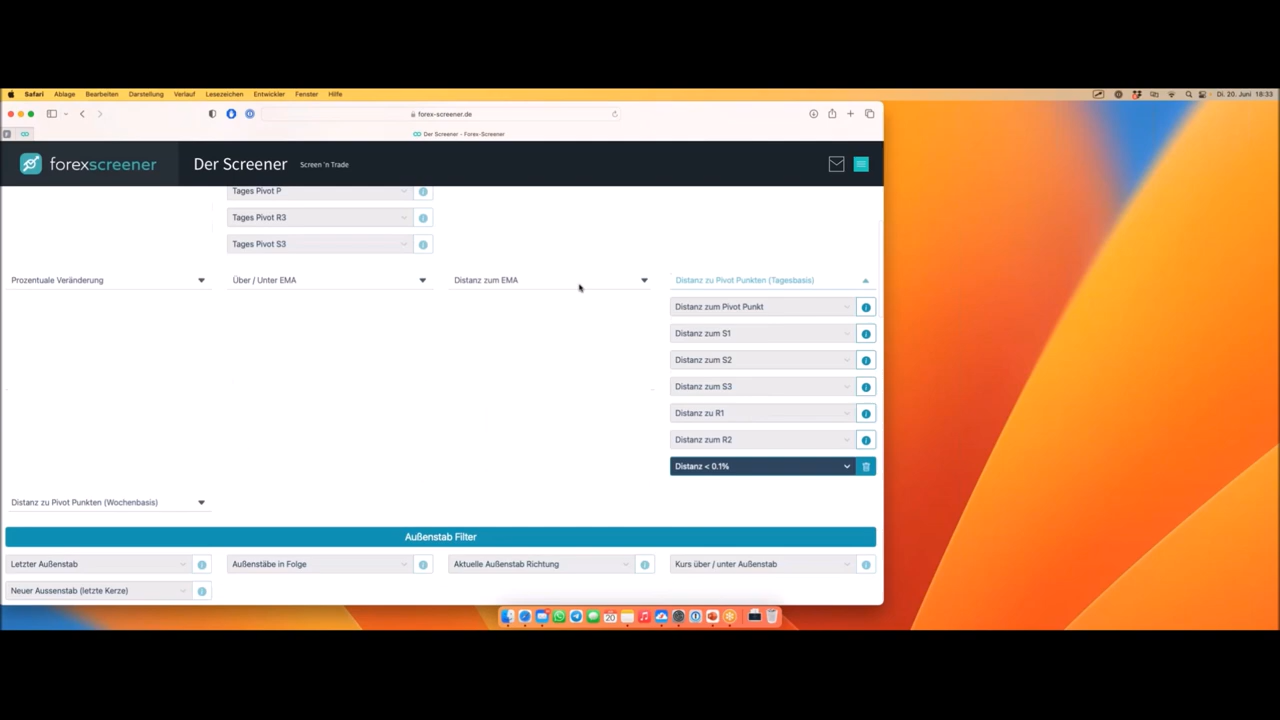 Safari Ablage Bearbeiten Darstellung Verlauf Lesezeichen Entwickler Fenster Hilfe Di. 20. Juni 18:33
forex-screener.de
Der Screener - Forex-Screener
forexscreener Der Screener Screen 'n Trade
Tages Pivot P
Tages Pivot R3
Tages Pivot S3
Prozentuale Veränderung Über / Unter EMA Distanz zum EMA Distanz zu Pivot Punkten (Tagesbasis)
Distanz zum Pivot Punkt
Distanz zum S1
Distanz zum S2
Distanz zum S3
Distanz zu R1
Distanz zum R2
Distanz < 0.1%
Distanz zu Pivot Punkten (Wochenbasis)
Außenstab Filter
Letzter Außenstab Außenstäbe in Folge Aktuelle Außenstab Richtung Kurs über / unter Außenstab
Neuer Aussenstab (letzte Kerze)
20